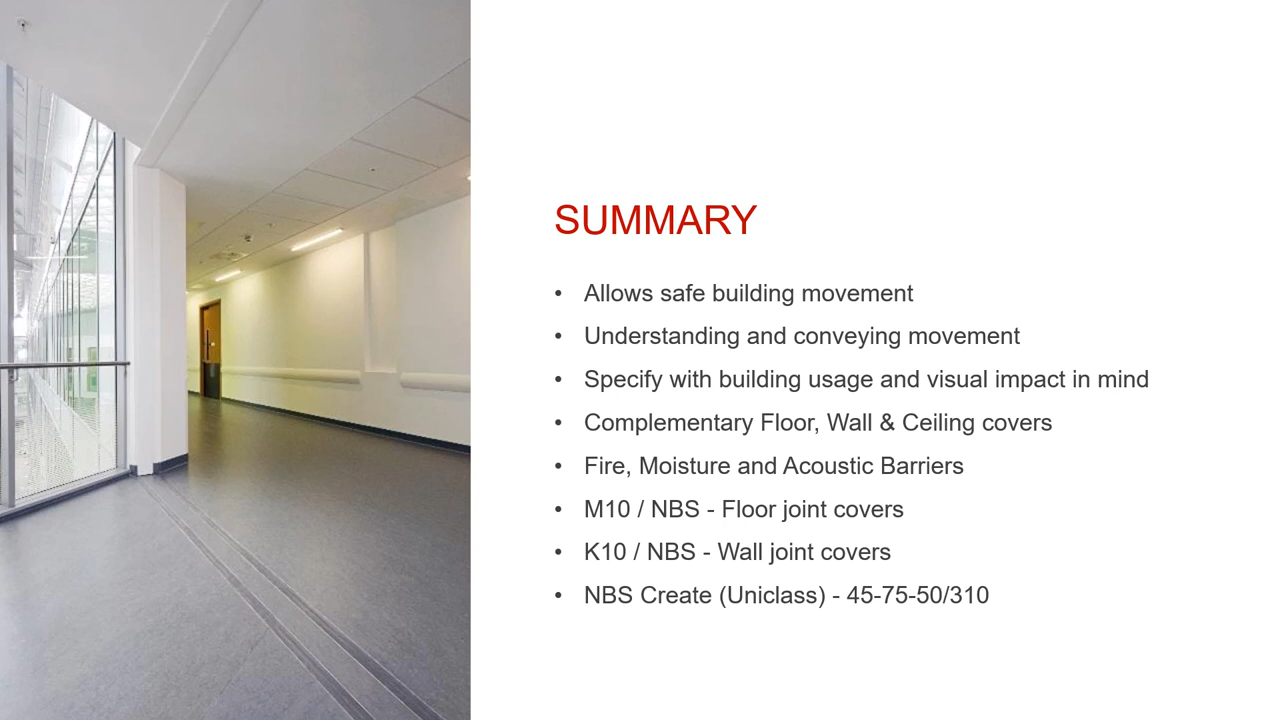 SUMMARY
• Allows safe building movement
• Understanding and conveying movement
• Specify with building usage and visual impact in mind
• Complementary Floor, Wall & Ceiling covers
• Fire, Moisture and Acoustic Barriers
• M10 / NBS - Floor joint covers
• K10 / NBS - Wall joint covers
• NBS Create (Uniclass) - 45-75-50/310